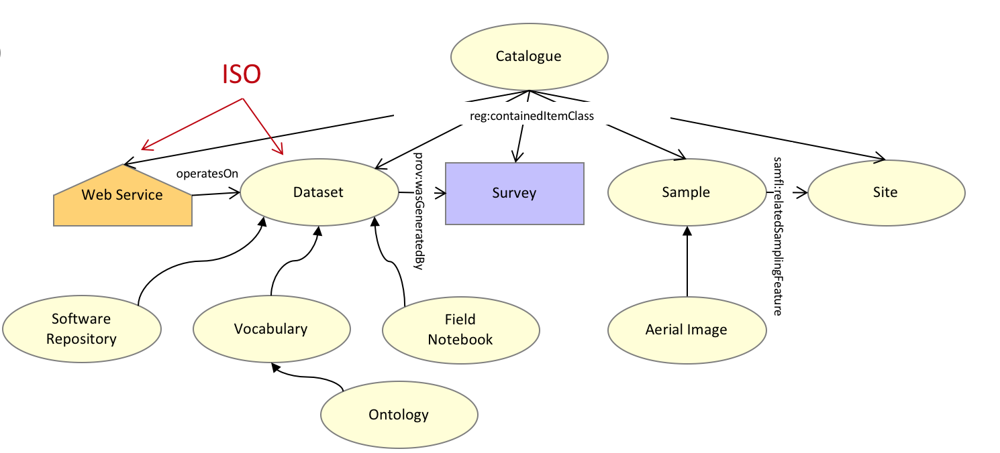 Catalogue
ISO
reg:containedItemClass
operatesOn
Web Service
Dataset
prov:wasGeneratedBy
Survey
Sample
samfl:relatedSamplingFeature
Site
Software
Repository
Vocabulary
Field
Notebook
Aerial Image
Ontology